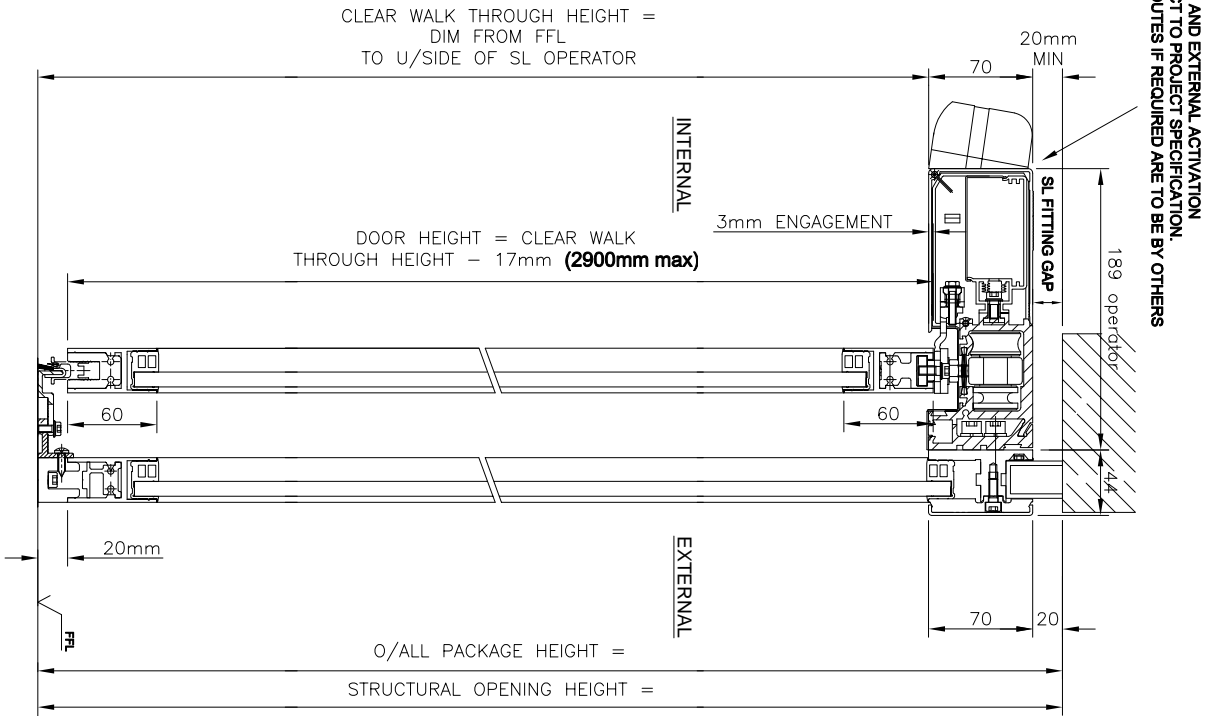 AND EXTERNAL ACTIVATION
CT TO PROJECT SPECIFICATION.
OUTES IF REQUIRED ARE TO BE BY OTHERS
CLEAR WALK THROUGH HEIGHT =
DIM FROM FFL
TO U/SIDE OF SL OPERATOR
70
20mm
MIN
INTERNAL
SL FITTING GAP
189 operator
3mm ENGAGEMENT
DOOR HEIGHT = CLEAR WALK
THROUGH HEIGHT - 17mm (2900mm max)
60
60
44
20mm
EXTERNAL
70
20
FFL
O/ALL PACKAGE HEIGHT =
STRUCTURAL OPENING HEIGHT =